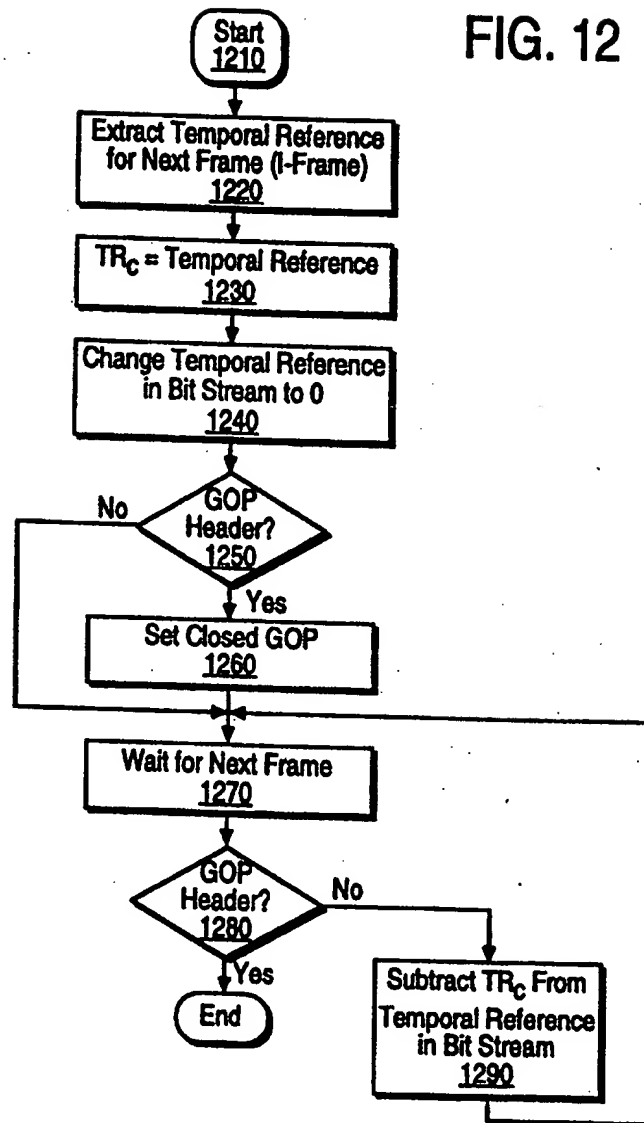 FIG. 12
Start
1210
Extract Temporal Reference
for Next Frame (I-Frame)
1220
TRC = Temporal Reference
1230
Change Temporal Reference
in Bit Stream to 0
1240
GOP
Header?
1250
No
Yes
Set Closed GOP
1260
Wait for Next Frame
1270
GOP
Header?
1280
No
Yes
End
Subtract TRC From
Temporal Reference
in Bit Stream
1290